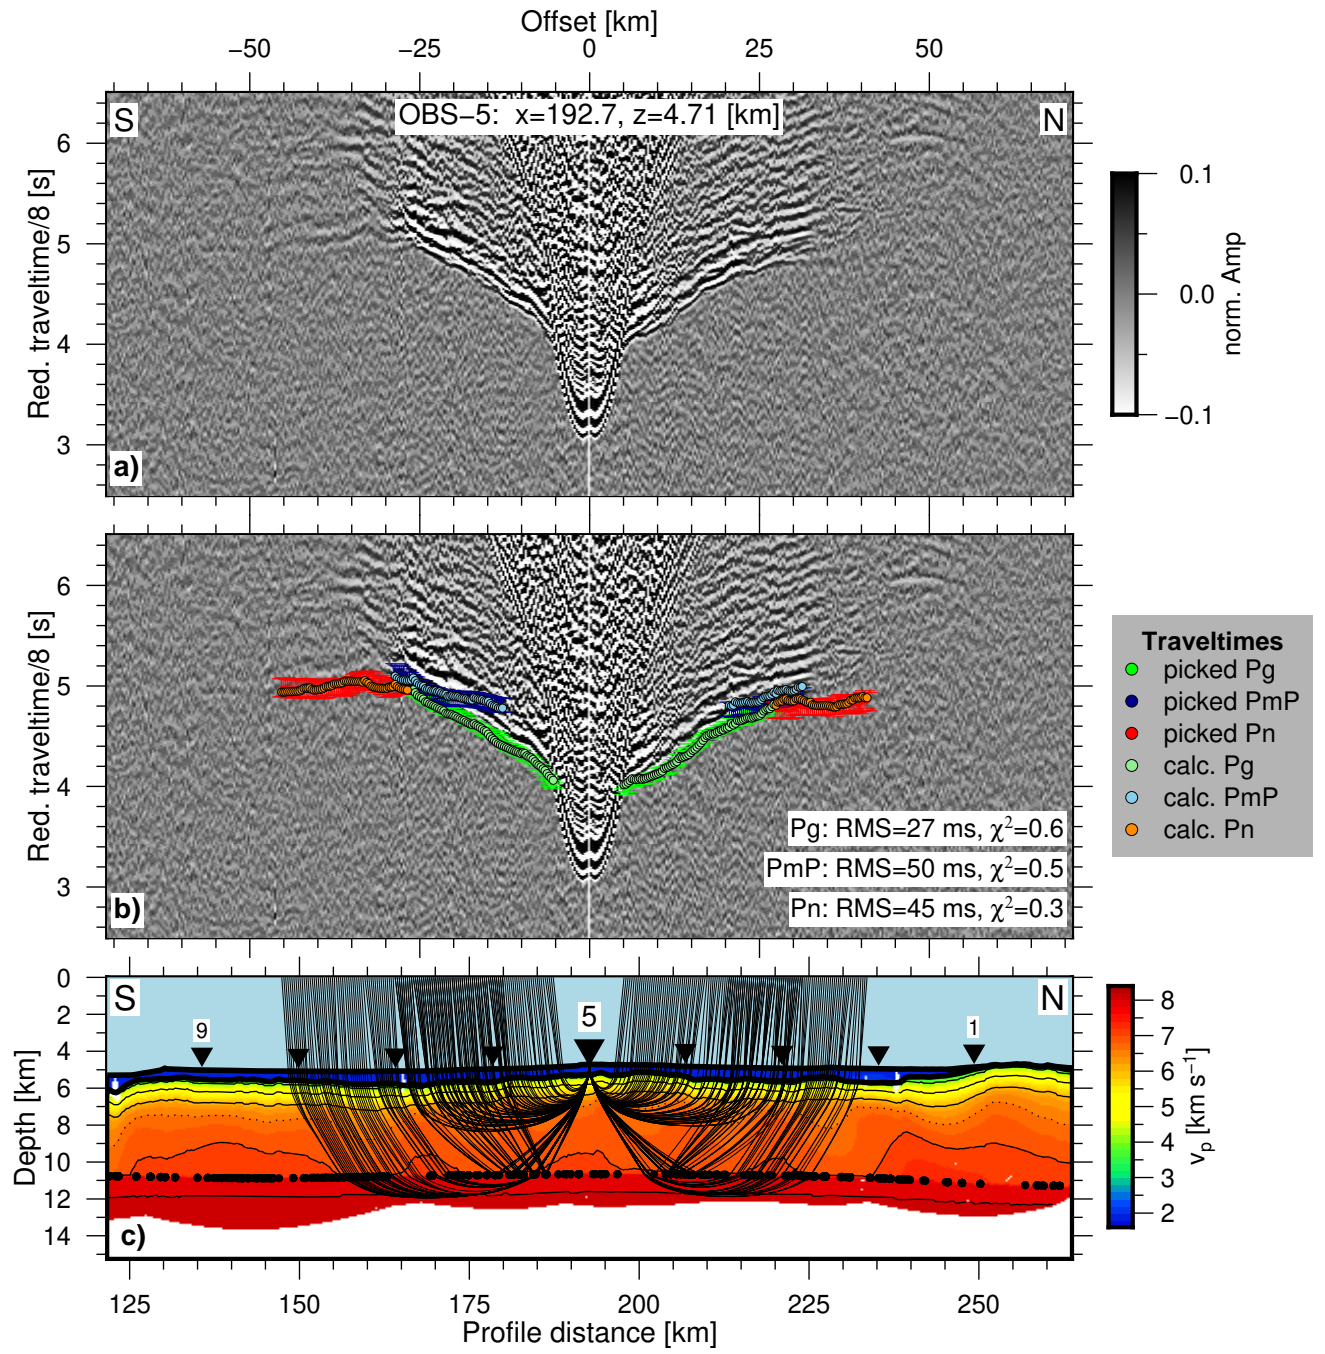 Offset [km]
−50 −25 0 25 50
S OBS−5: x=192.7, z=4.71 [km] N
6
5
4
3
Red. traveltime/8 [s]
a)
0.1
0.0
−0.1
norm. Amp
6
5
4
3
Red. traveltime/8 [s]
b)
Pg: RMS=27 ms, χ²=0.6
PmP: RMS=50 ms, χ²=0.5
Pn: RMS=45 ms, χ²=0.3
Traveltimes
picked Pg
picked PmP
picked Pn
calc. Pg
calc. PmP
calc. Pn
S N
9 5 1
0
2
4
6
8
10
12
14
Depth [km]
c)
8
7
6
5
4
3
2
vp [km s⁻¹]
125 150 175 200 225 250
Profile distance [km]